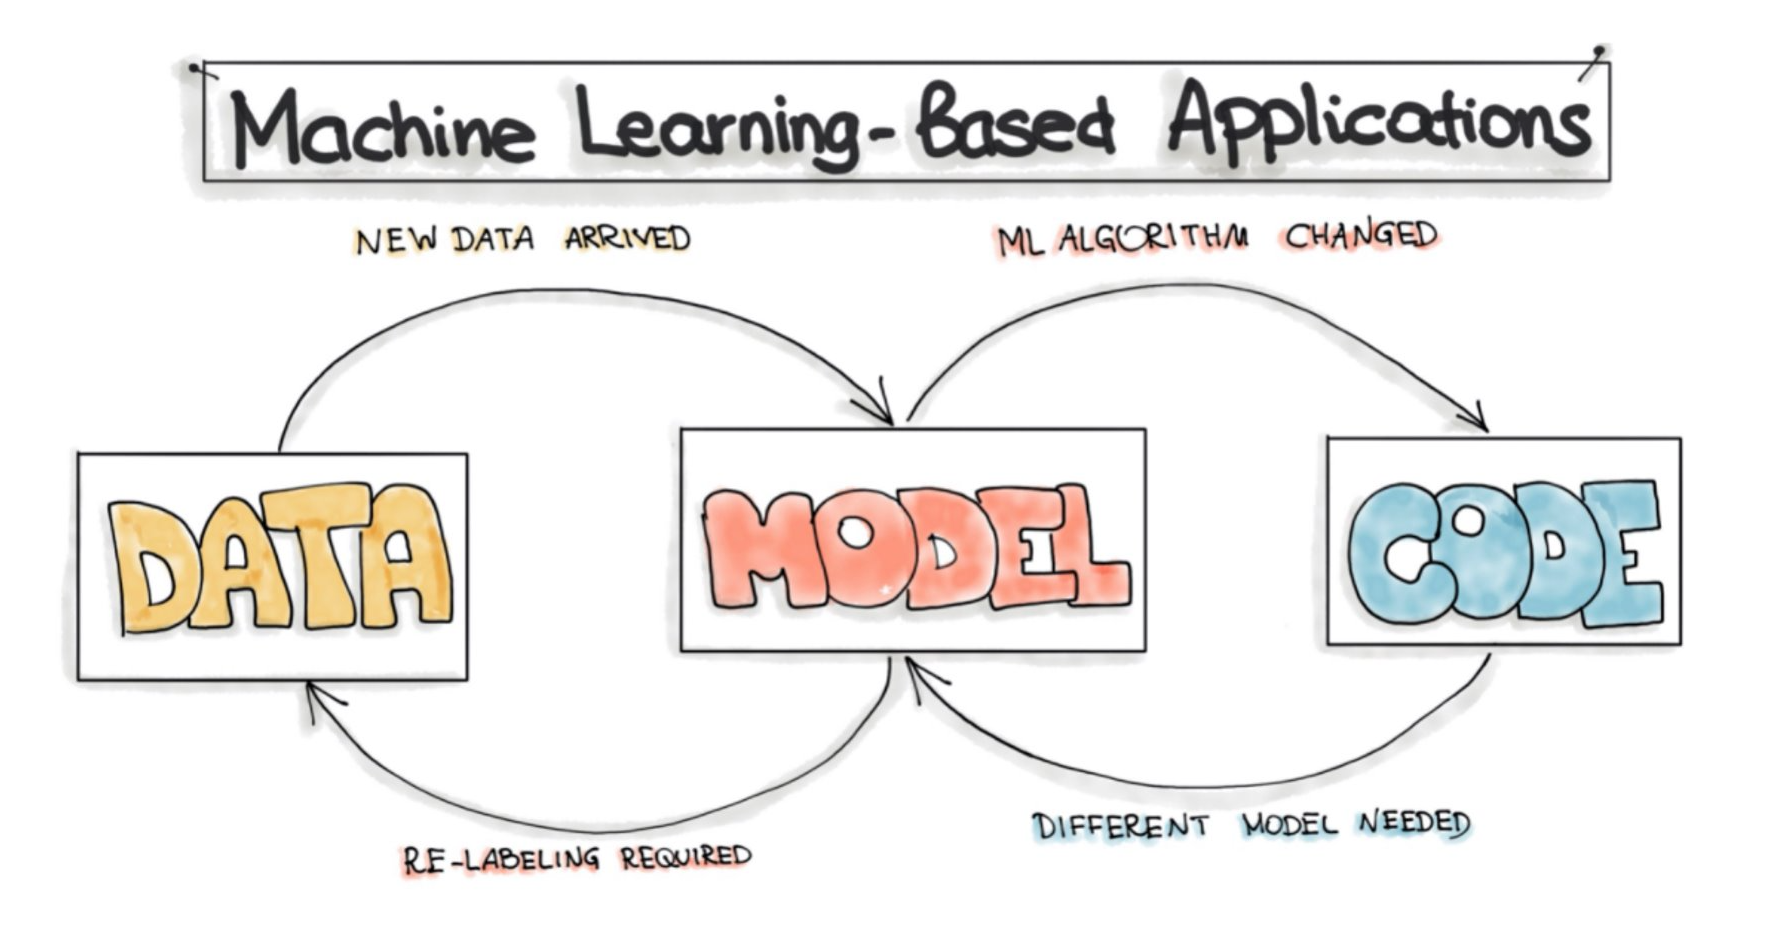 Machine Learning-Based Applications
NEW DATA ARRIVED
ML ALGORITHM CHANGED
DATA
MODEL
CODE
RE-LABELING REQUIRED
DIFFERENT MODEL NEEDED